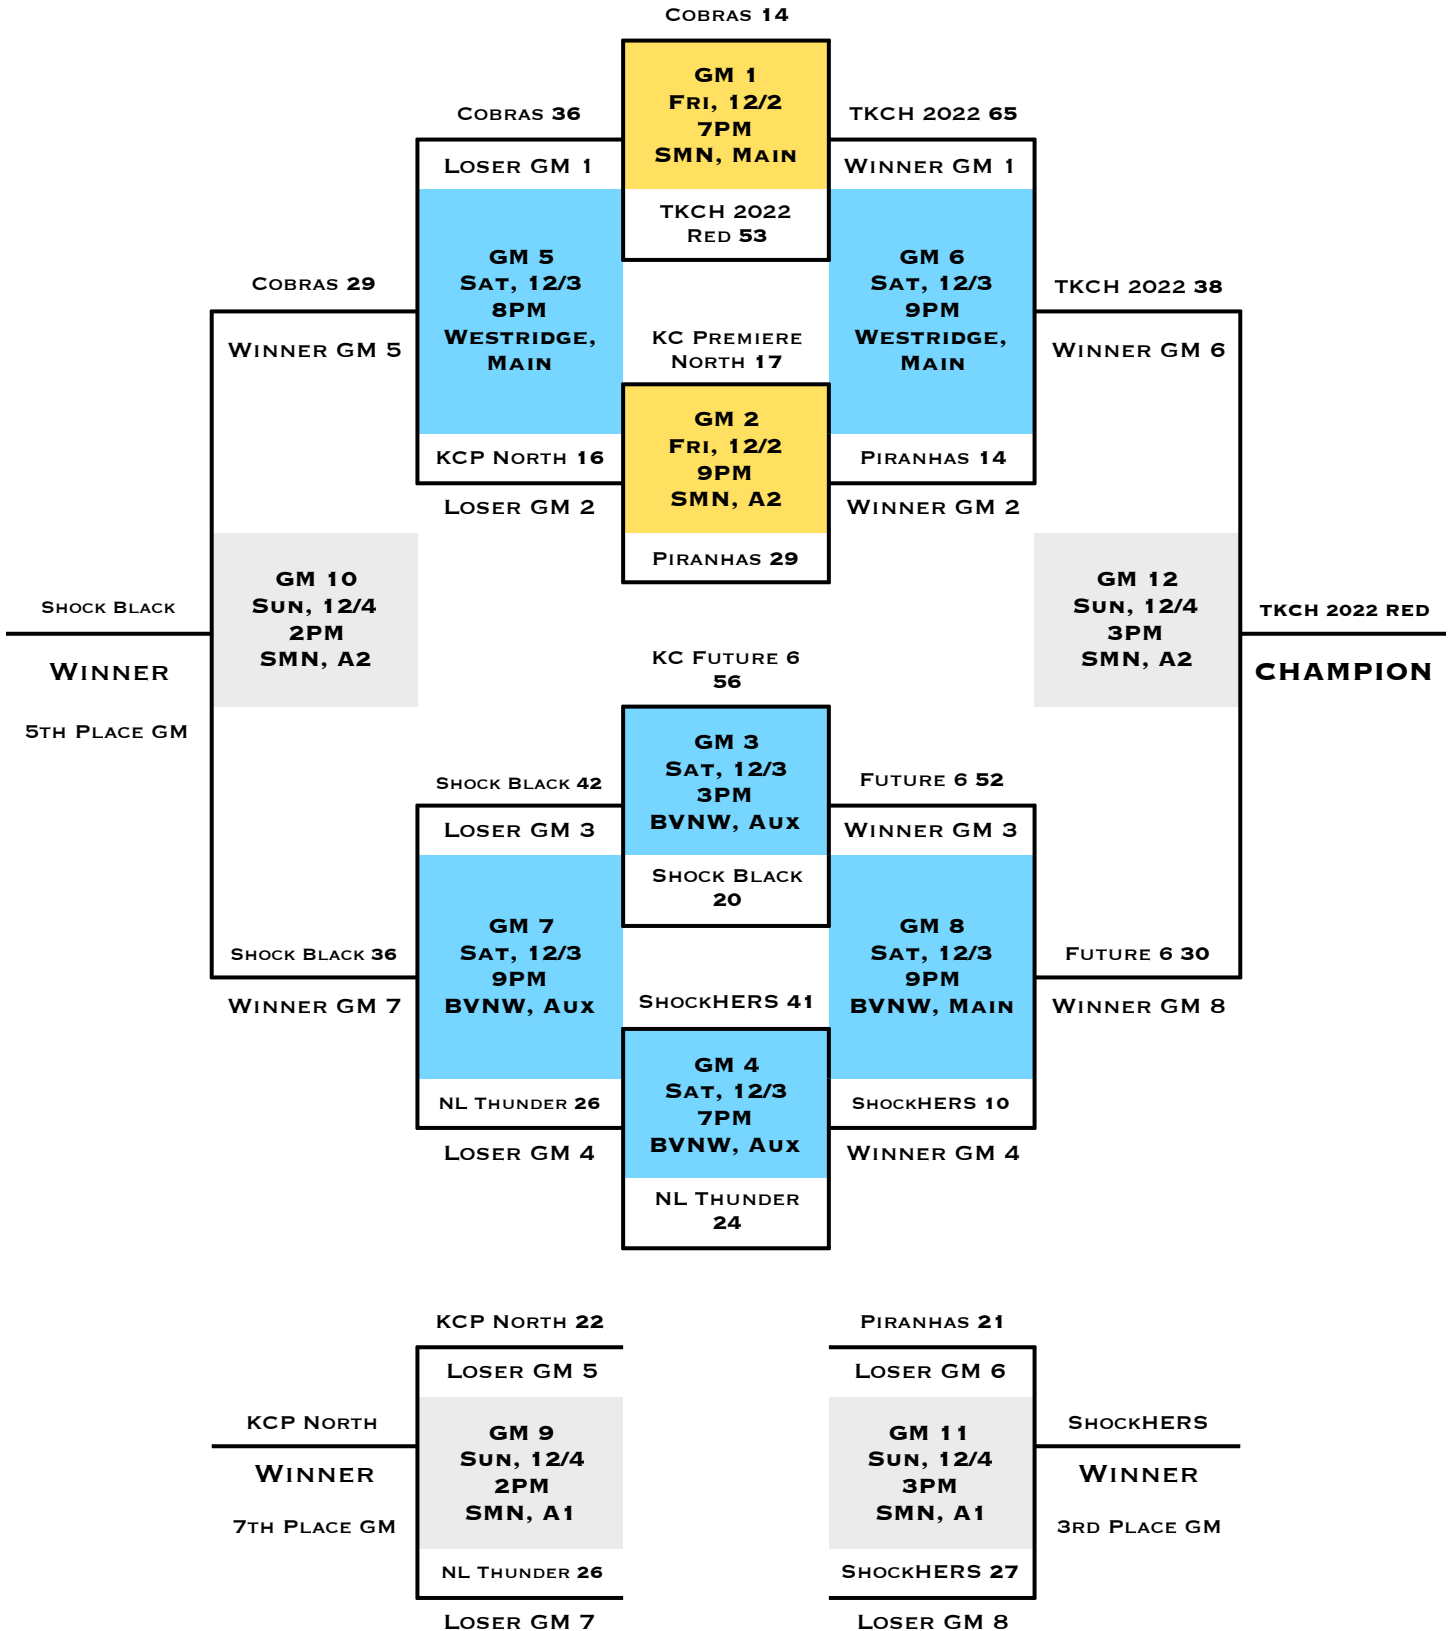 Cobras 14
GM 1
Fri, 12/2
7PM
SMN, Main
TKCH 2022
Red 53
Cobras 36
Loser GM 1
GM 5
Sat, 12/3
8PM
Westridge,
Main
KCP North 16
Loser GM 2
TKCH 2022 65
Winner GM 1
GM 6
Sat, 12/3
9PM
Westridge,
Main
Piranhas 14
Winner GM 2
KC Premiere
North 17
GM 2
Fri, 12/2
9PM
SMN, A2
Piranhas 29
Cobras 29
Winner GM 5
GM 10
Sun, 12/4
2PM
SMN, A2
Shock Black
Winner
5th Place GM
TKCH 2022 38
Winner GM 6
GM 12
Sun, 12/4
3PM
SMN, A2
TKCH 2022 Red
CHAMPION
KC Future 6
56
GM 3
Sat, 12/3
3PM
BVNW, Aux
Shock Black
20
Shock Black 42
Loser GM 3
GM 7
Sat, 12/3
9PM
BVNW, Aux
NL Thunder 26
Loser GM 4
Future 6 52
Winner GM 3
GM 8
Sat, 12/3
9PM
BVNW, Main
ShockHERS 10
Winner GM 4
Shock Black 36
Winner GM 7
Future 6 30
Winner GM 8
ShockHERS 41
GM 4
Sat, 12/3
7PM
BVNW, Aux
NL Thunder
24
KCP North 22
Loser GM 5
GM 9
Sun, 12/4
2PM
SMN, A1
NL Thunder 26
Loser GM 7
KCP North
Winner
7th Place GM
Piranhas 21
Loser GM 6
GM 11
Sun, 12/4
3PM
SMN, A1
ShockHERS 27
Loser GM 8
ShockHERS
Winner
3rd Place GM